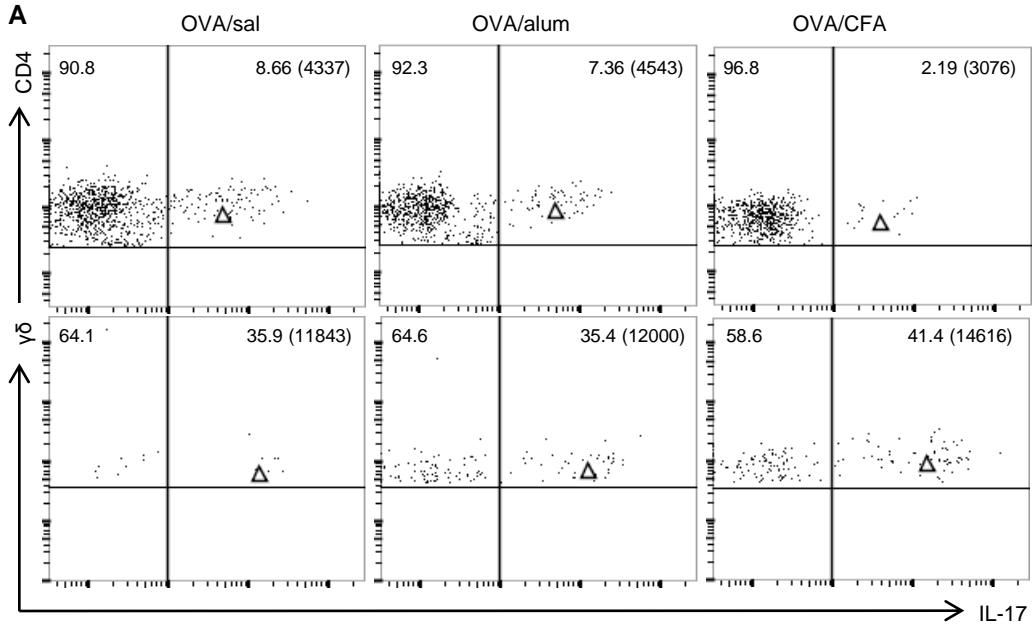 A
OVA/sal OVA/alum OVA/CFA
CD4
90.8 8.66 (4337) 92.3 7.36 (4543) 96.8 2.19 (3076)
γδ
64.1 35.9 (11843) 64.6 35.4 (12000) 58.6 41.4 (14616)
IL-17